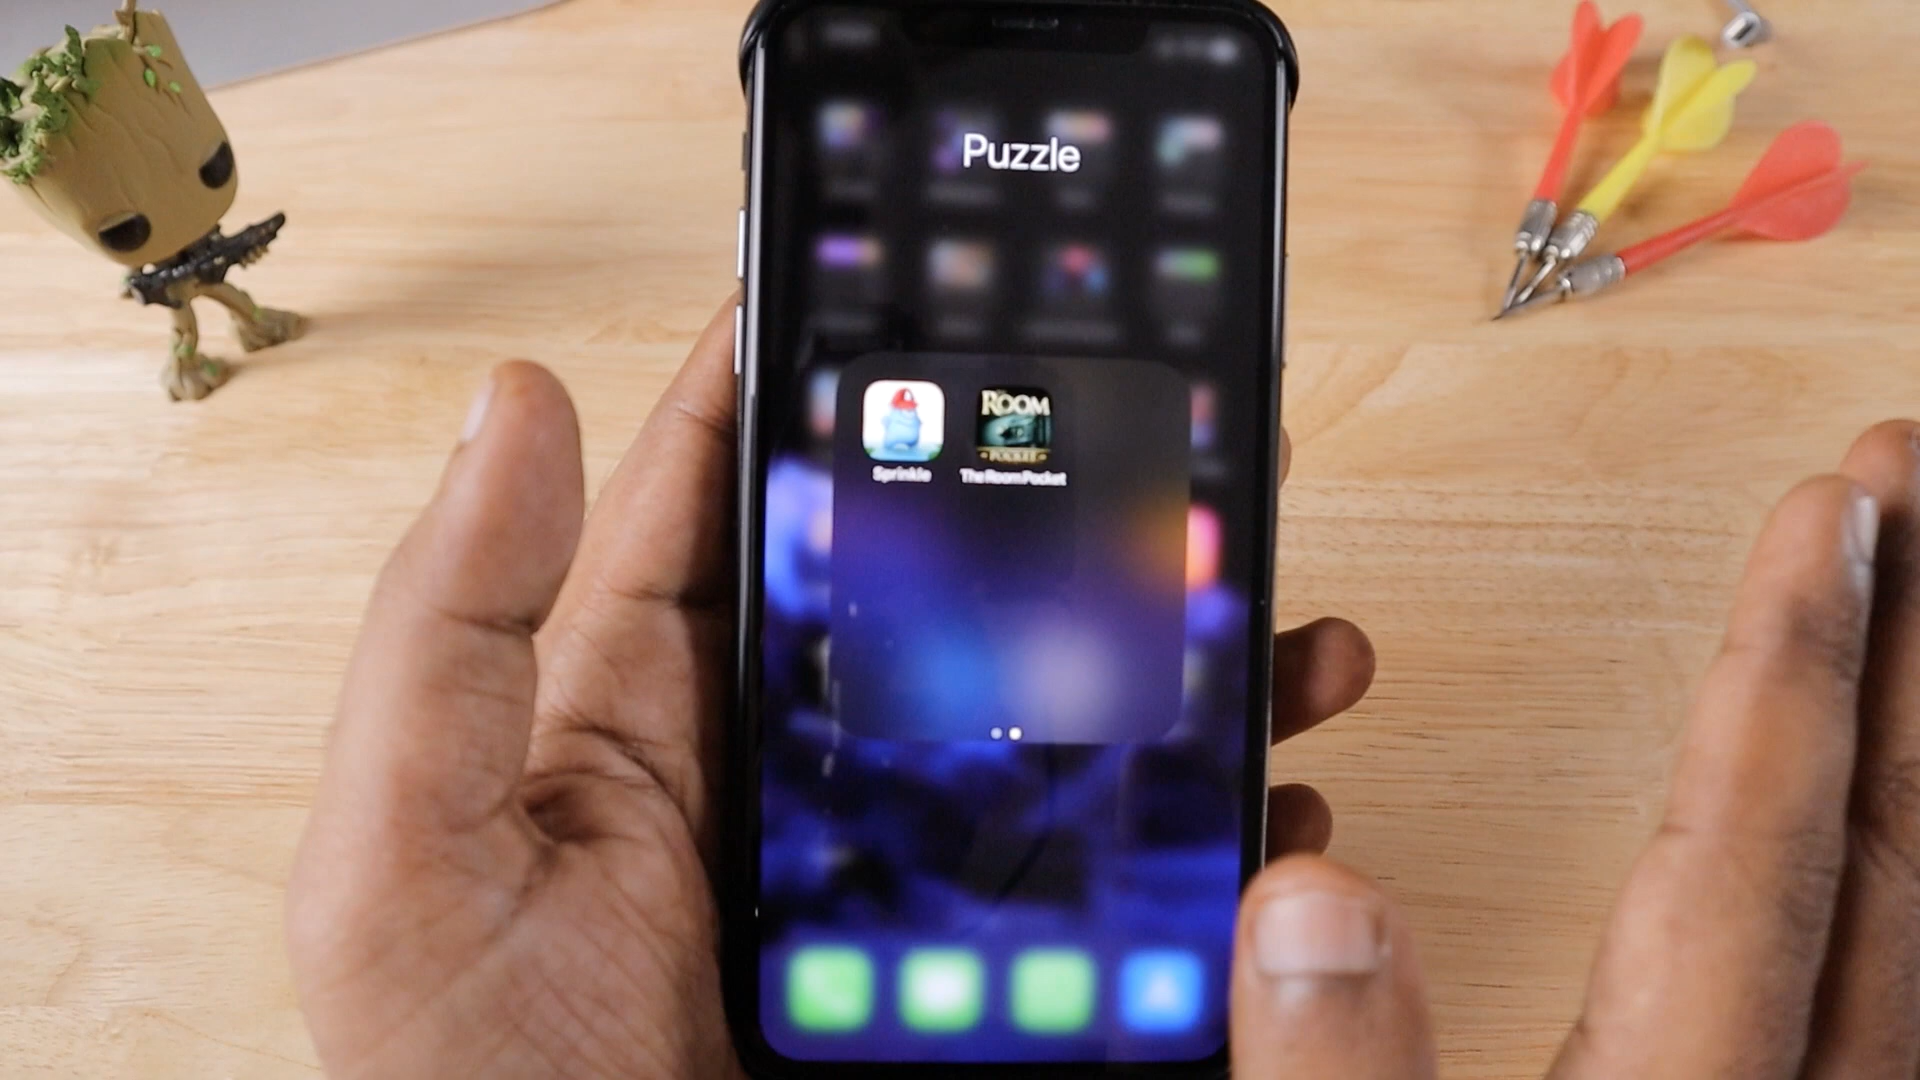 Puzzle
ROOM
POCKET
Sprinkle
The Room Pocket